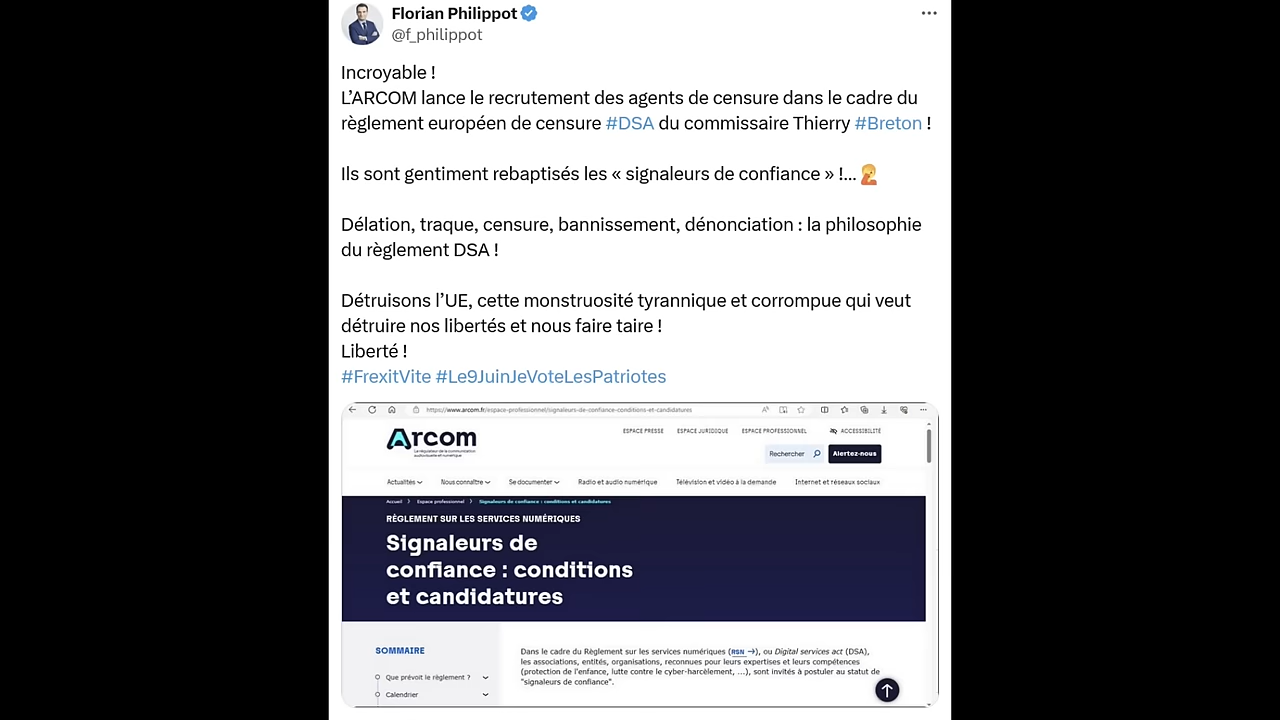 Florian Philippot
@f_philippot
Incroyable !
L’ARCOM lance le recrutement des agents de censure dans le cadre du
règlement européen de censure #DSA du commissaire Thierry #Breton !
Ils sont gentiment rebaptisés les « signaleurs de confiance » !...
Délation, traque, censure, bannissement, dénonciation : la philosophie
du règlement DSA !
Détruisons l’UE, cette monstruosité tyrannique et corrompue qui veut
détruire nos libertés et nous faire taire !
Liberté !
#FrexitVite #Le9JuinJeVoteLesPatriotes
https://www.arcom.fr/espace-professionnel/signaleurs-de-confiance-conditions-et-candidatures
ESPACE PRESSE ESPACE JURIDIQUE ESPACE PROFESSIONNEL ACCESSIBILITÉ
Arcom
Le régulateur de la communication
audiovisuelle et numérique
Rechercher Alertez-nous
Actualités Nous connaître Se documenter Radio et audio numérique Télévision et vidéo à la demande Internet et réseaux sociaux
Accueil > Espace professionnel > Signaleurs de confiance : conditions et candidatures
RÈGLEMENT SUR LES SERVICES NUMÉRIQUES
Signaleurs de
confiance : conditions
et candidatures
SOMMAIRE
Que prévoit le règlement ?
Calendrier
Dans le cadre du Règlement sur les services numériques (RSN →), ou Digital services act (DSA),
les associations, entités, organisations, reconnues pour leurs expertises et leurs compétences
(protection de l'enfance, lutte contre le cyber-harcèlement, ...), sont invités à postuler au statut de
"signaleurs de confiance".